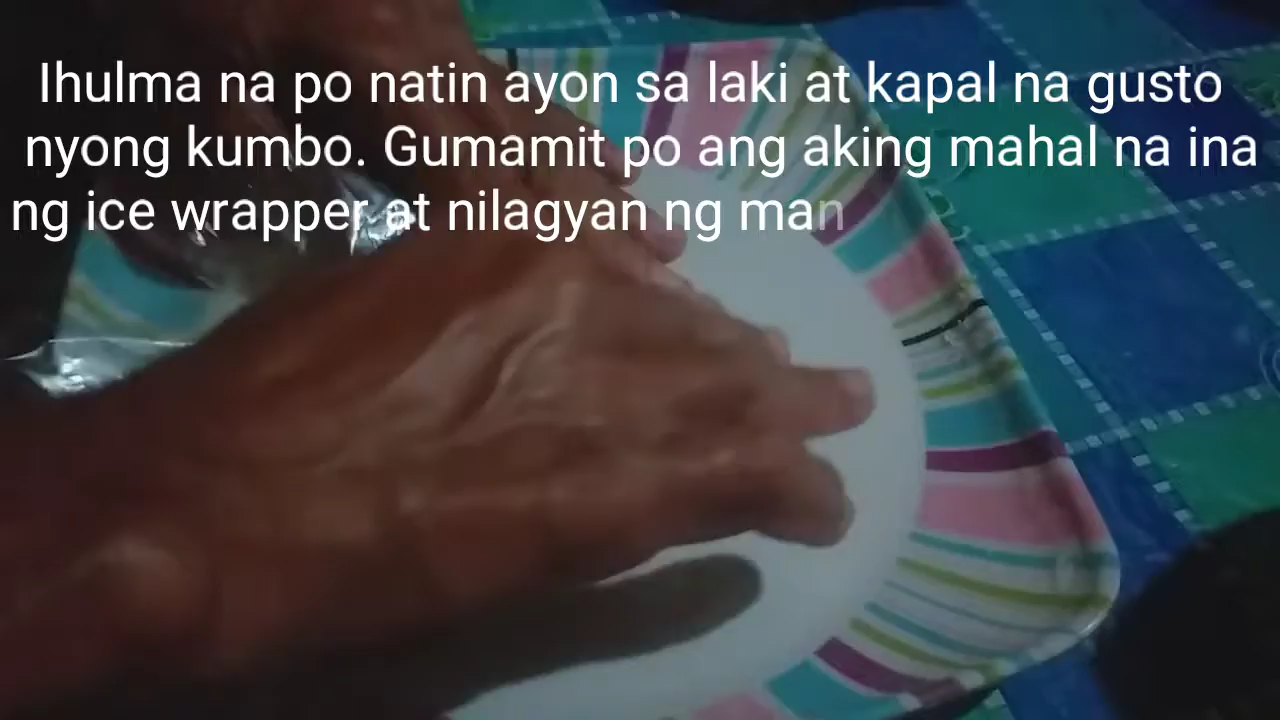 Ihulma na po natin ayon sa laki at kapal na gusto
nyong kumbo. Gumamit po ang aking mahal na ina
ng ice wrapper at nilagyan ng man